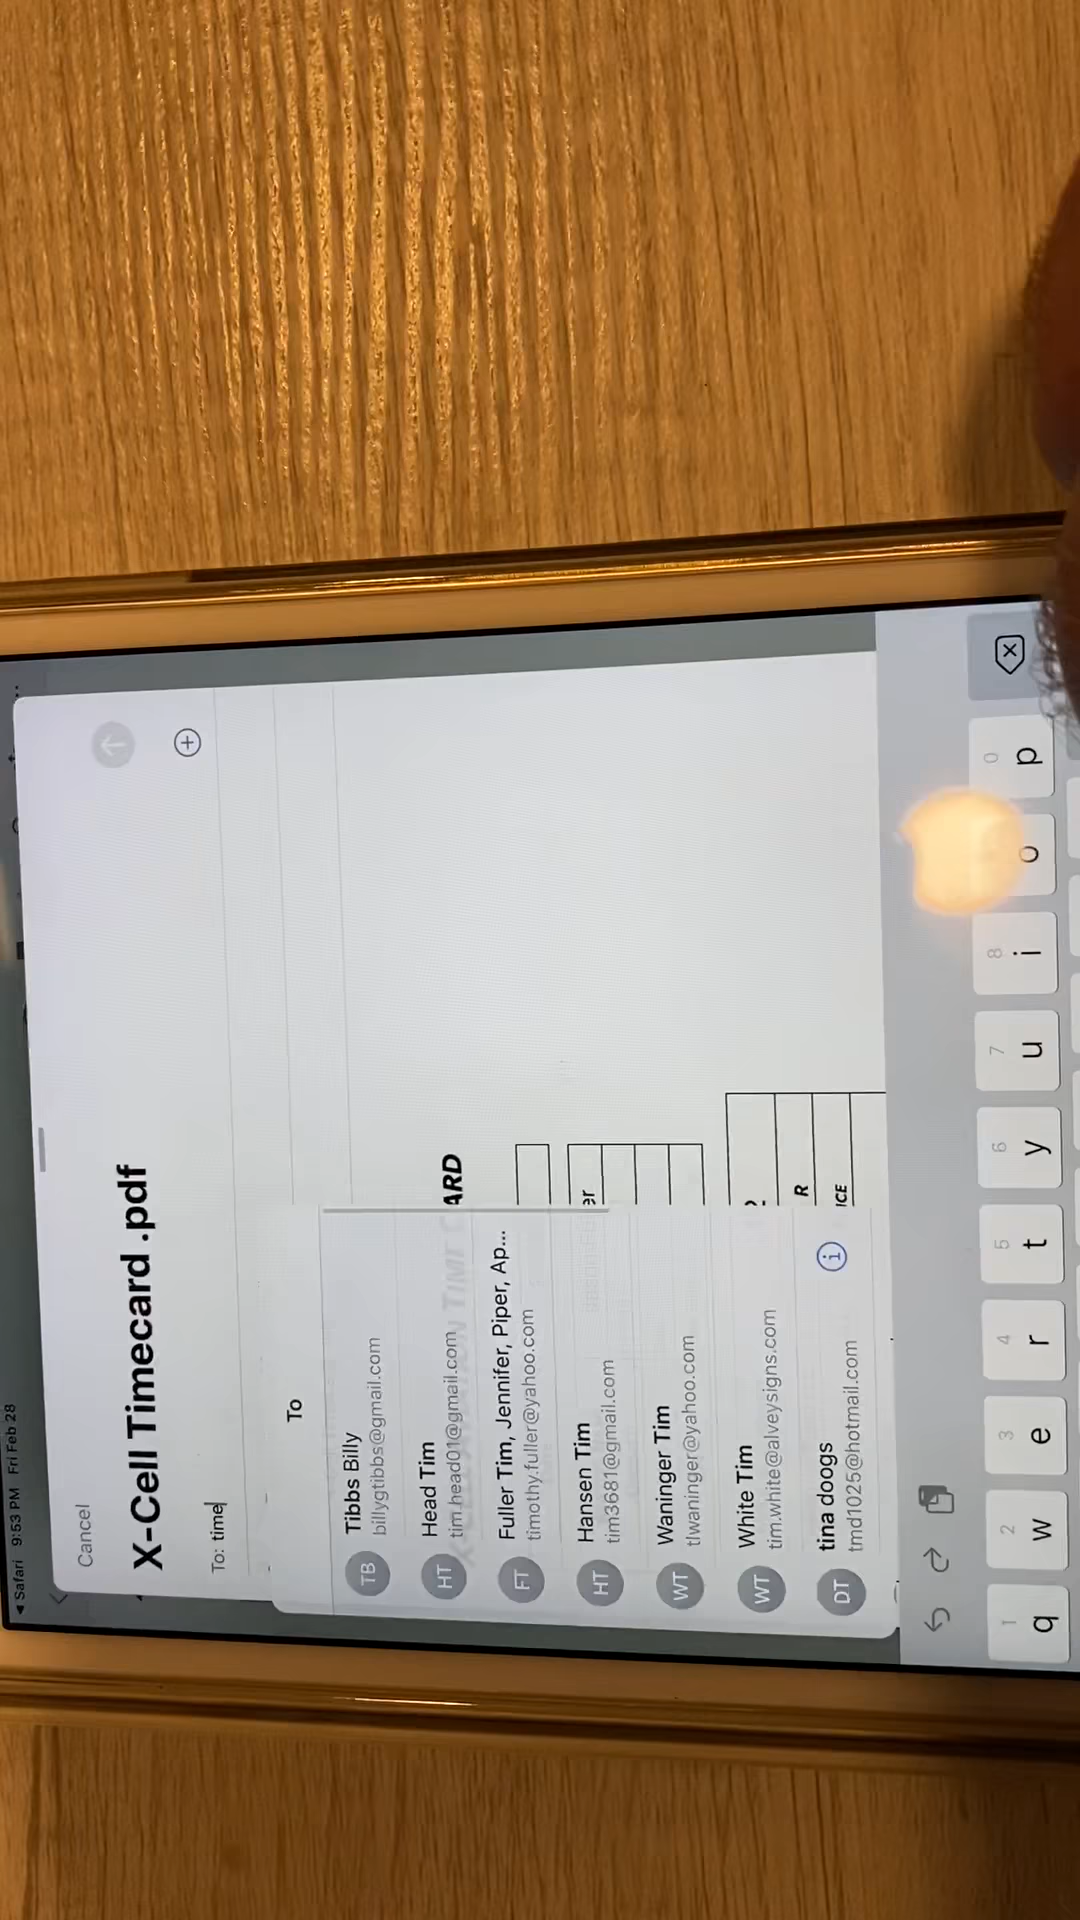 Safari 9:53 PM Fri Feb 28
Cancel
X-Cell Timecard .pdf
To: time
To
TB Tibbs Billy
billygtibbs@gmail.com
HT Head Tim
tim.head01@gmail.com
ARD
FT Fuller Tim, Jennifer, Piper, Ap...
timothy.fuller@yahoo.com
HT Hansen Tim
tim3681@gmail.com
er
WT Waninger Tim
tlwaninger@yahoo.com
WT White Tim
tim.white@alveysigns.com
R
DT tina doogs
tmd1025@hotmail.com
ICE
1 2 3 4 5 6 7 8 0
q w e r t y u i o p